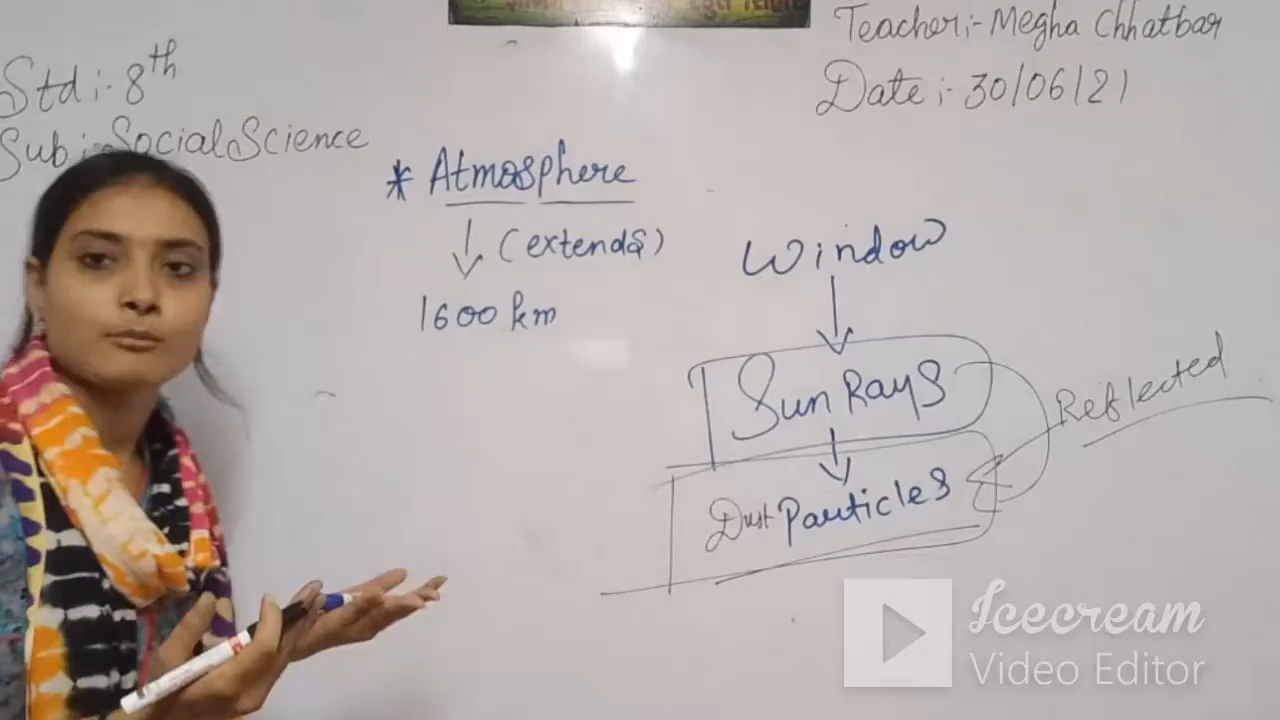 Teacher:- Megha Chhatbar
Date:- 30/06/21
Std:- 8th
Sub:- Social Science
* Atmosphere
(extends)
1600 km
Window
Sun Rays
Reflected
Dust Particles
Icecream
Video Editor